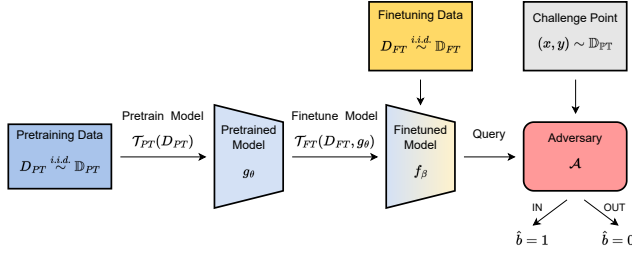 Finetuning Data
D_FT i.i.d. ∼ 𝔻_FT
Challenge Point
(x, y) ∼ 𝔻_PT
Pretraining Data
D_PT i.i.d. ∼ 𝔻_PT
Pretrain Model
𝒯_PT(D_PT)
Pretrained
Model
g_θ
Finetune Model
𝒯_FT(D_FT, g_θ)
Finetuned
Model
f_β
Query
Adversary
𝒜
IN
OUT
b̂ = 1
b̂ = 0